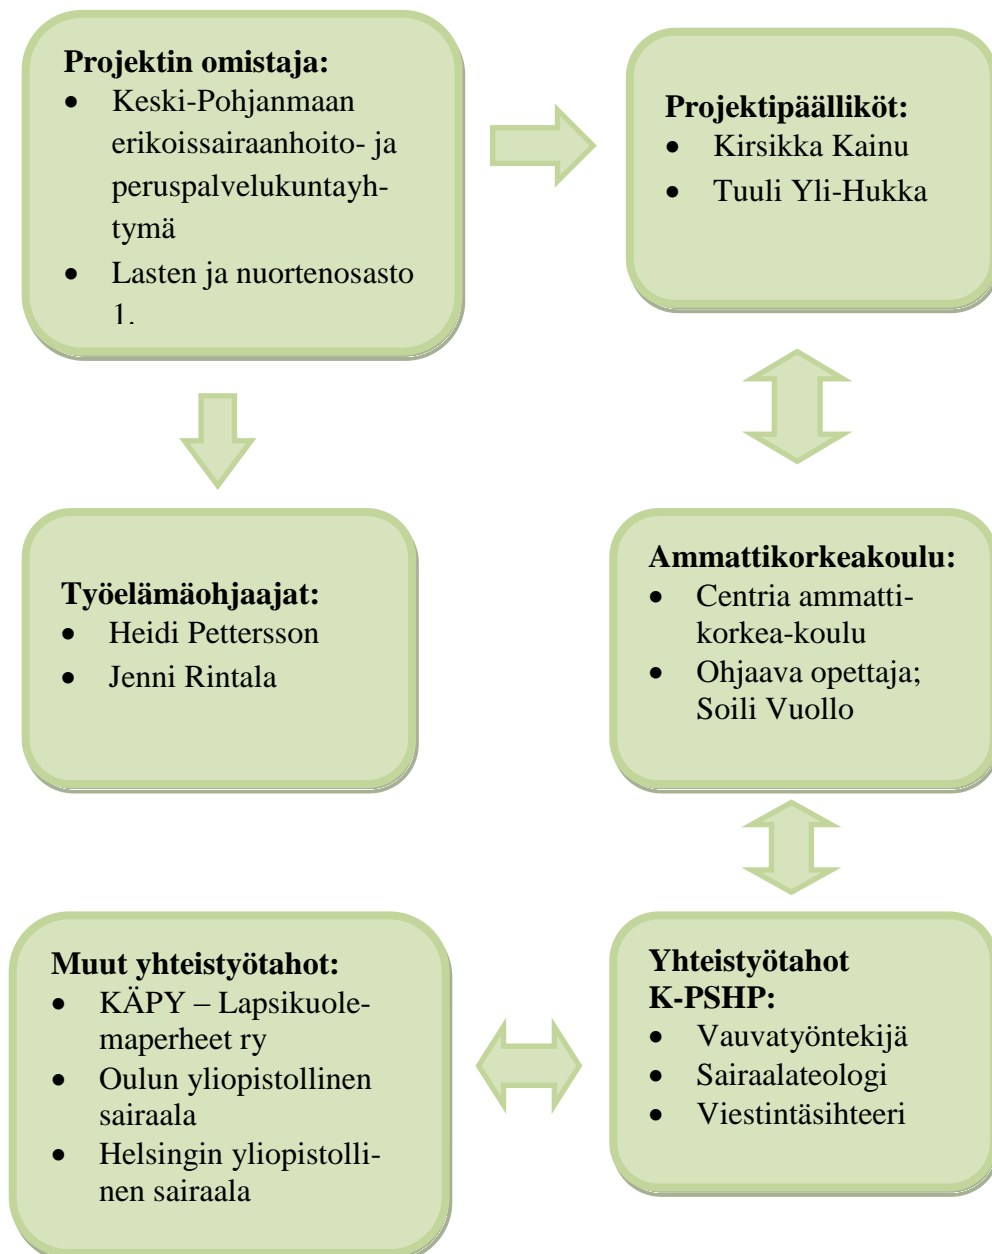 Projektin omistaja:
• Keski-Pohjanmaan
erikoissairaanhoito- ja
peruspalvelukuntayh-
tymä
• Lasten ja nuortenosasto
1.
Projektipäälliköt:
• Kirsikka Kainu
• Tuuli Yli-Hukka
Työelämäohjaajat:
• Heidi Pettersson
• Jenni Rintala
Ammattikorkeakoulu:
• Centria ammatti-
korkea-koulu
• Ohjaava opettaja;
Soili Vuollo
Muut yhteistyötahot:
• KÄPY – Lapsikuole-
maperheet ry
• Oulun yliopistollinen
sairaala
• Helsingin yliopistolli-
nen sairaala
Yhteistyötahot
K-PSHP:
• Vauvatyöntekijä
• Sairaalateologi
• Viestintäsihteeri